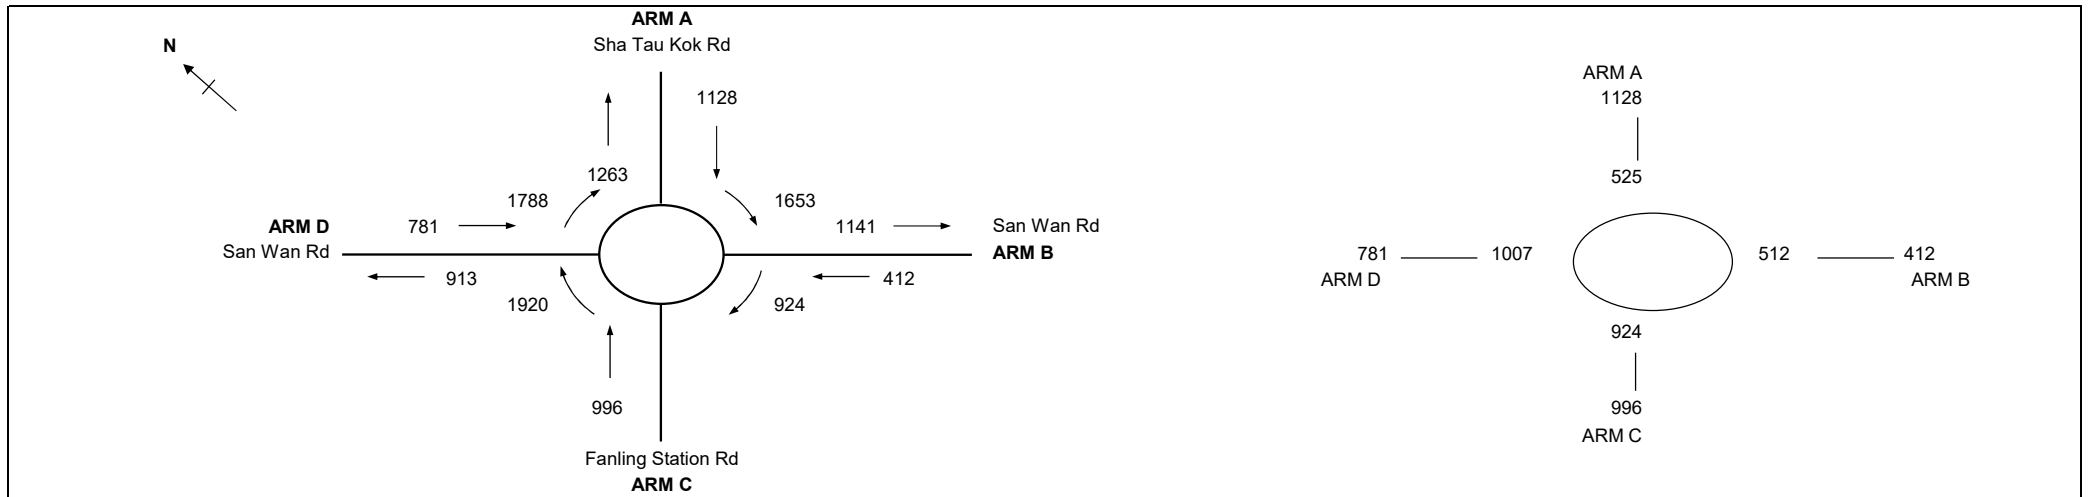 ARM A
Sha Tau Kok Rd
N
1128
1263
1788
1653
ARM D
San Wan Rd
781
1141
San Wan Rd
ARM B
913
412
1920
924
996
Fanling Station Rd
ARM C
ARM A
1128
525
781
1007
512
412
ARM D
ARM B
924
996
ARM C